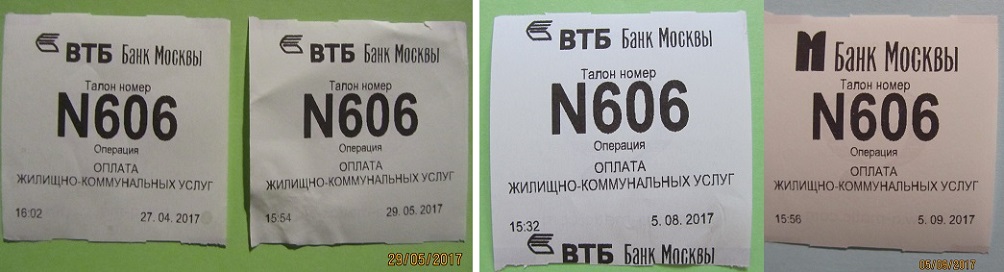 ВТБ Банк Москвы
Талон номер
N606
Операция
ОПЛАТА
ЖИЛИЩНО-КОММУНАЛЬНЫХ УСЛУГ
16:02 27. 04. 2017
ВТБ Банк Москвы
Талон номер
N606
Операция
ОПЛАТА
ЖИЛИЩНО-КОММУНАЛЬНЫХ УСЛУГ
15:54 29. 05. 2017
29/05/2017
ВТБ Банк Москвы
Талон номер
N606
Операция
ОПЛАТА
ЖИЛИЩНО-КОММУНАЛЬНЫХ УСЛУГ
15:32 5. 08. 2017
ВТБ Банк Москвы
М Банк Москвы
Талон номер
N606
Операция
ОПЛАТА
ЖИЛИЩНО-КОММУНАЛЬНЫХ УСЛУГ
15:56 5. 09. 2017
05/09/2017